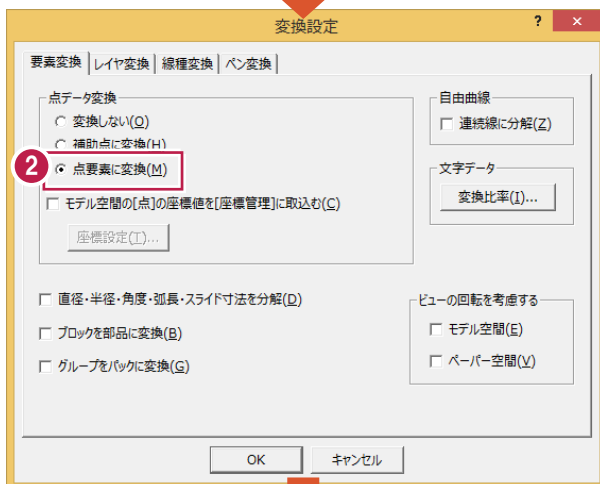 変換設定
? ×
要素変換 レイヤ変換 線種変換 ペン変換
点データ変換
変換しない(O)
補助点に変換(H)
2
点要素に変換(M)
モデル空間の[点]の座標値を[座標管理]に取込む(C)
座標設定(T)...
自由曲線
連続線に分解(Z)
文字データ
変換比率(I)...
直径・半径・角度・弧長・スライド寸法を分解(D)
ブロックを部品に変換(B)
グループをパックに変換(G)
ビューの回転を考慮する
モデル空間(E)
ペーパー空間(V)
OK
キャンセル